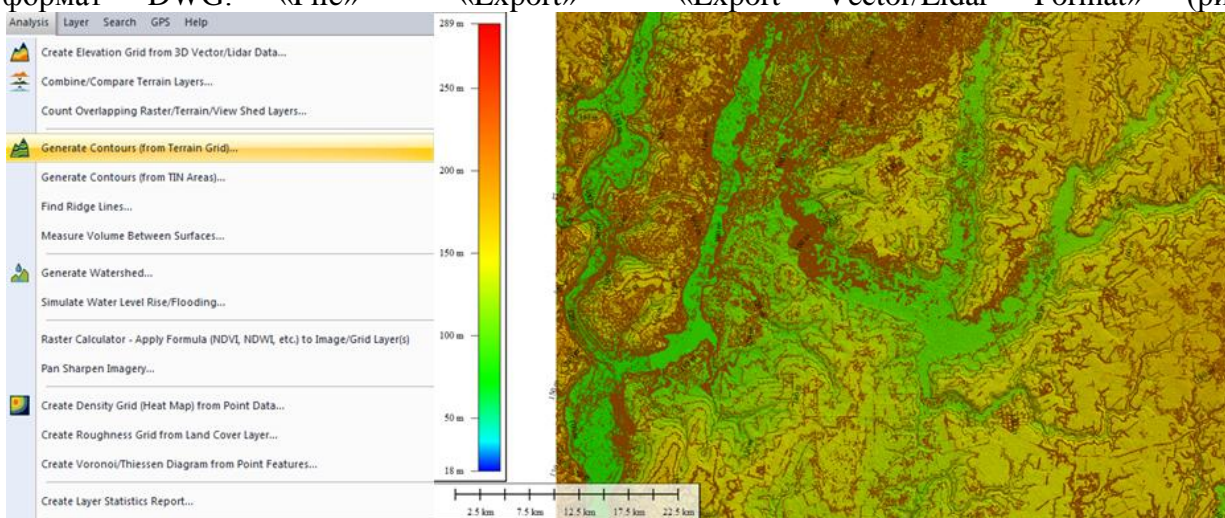 формат DWG: «File» «Export» «Export Vector/Lidar Format» (ри
Analysis Layer Search GPS Help
Create Elevation Grid from 3D Vector/Lidar Data...
Combine/Compare Terrain Layers...
Count Overlapping Raster/Terrain/View Shed Layers...
Generate Contours (from Terrain Grid)...
Generate Contours (from TIN Areas)...
Find Ridge Lines...
Measure Volume Between Surfaces...
Generate Watershed...
Simulate Water Level Rise/Flooding...
Raster Calculator - Apply Formula (NDVI, NDWI, etc.) to Image/Grid Layer(s)
Pan Sharpen Imagery...
Create Density Grid (Heat Map) from Point Data...
Create Roughness Grid from Land Cover Layer...
Create Voronoi/Thiessen Diagram from Point Features...
Create Layer Statistics Report...
289 m
250 m
200 m
150 m
100 m
50 m
18 m
2.5 km 7.5 km 12.5 km 17.5 km 22.5 km